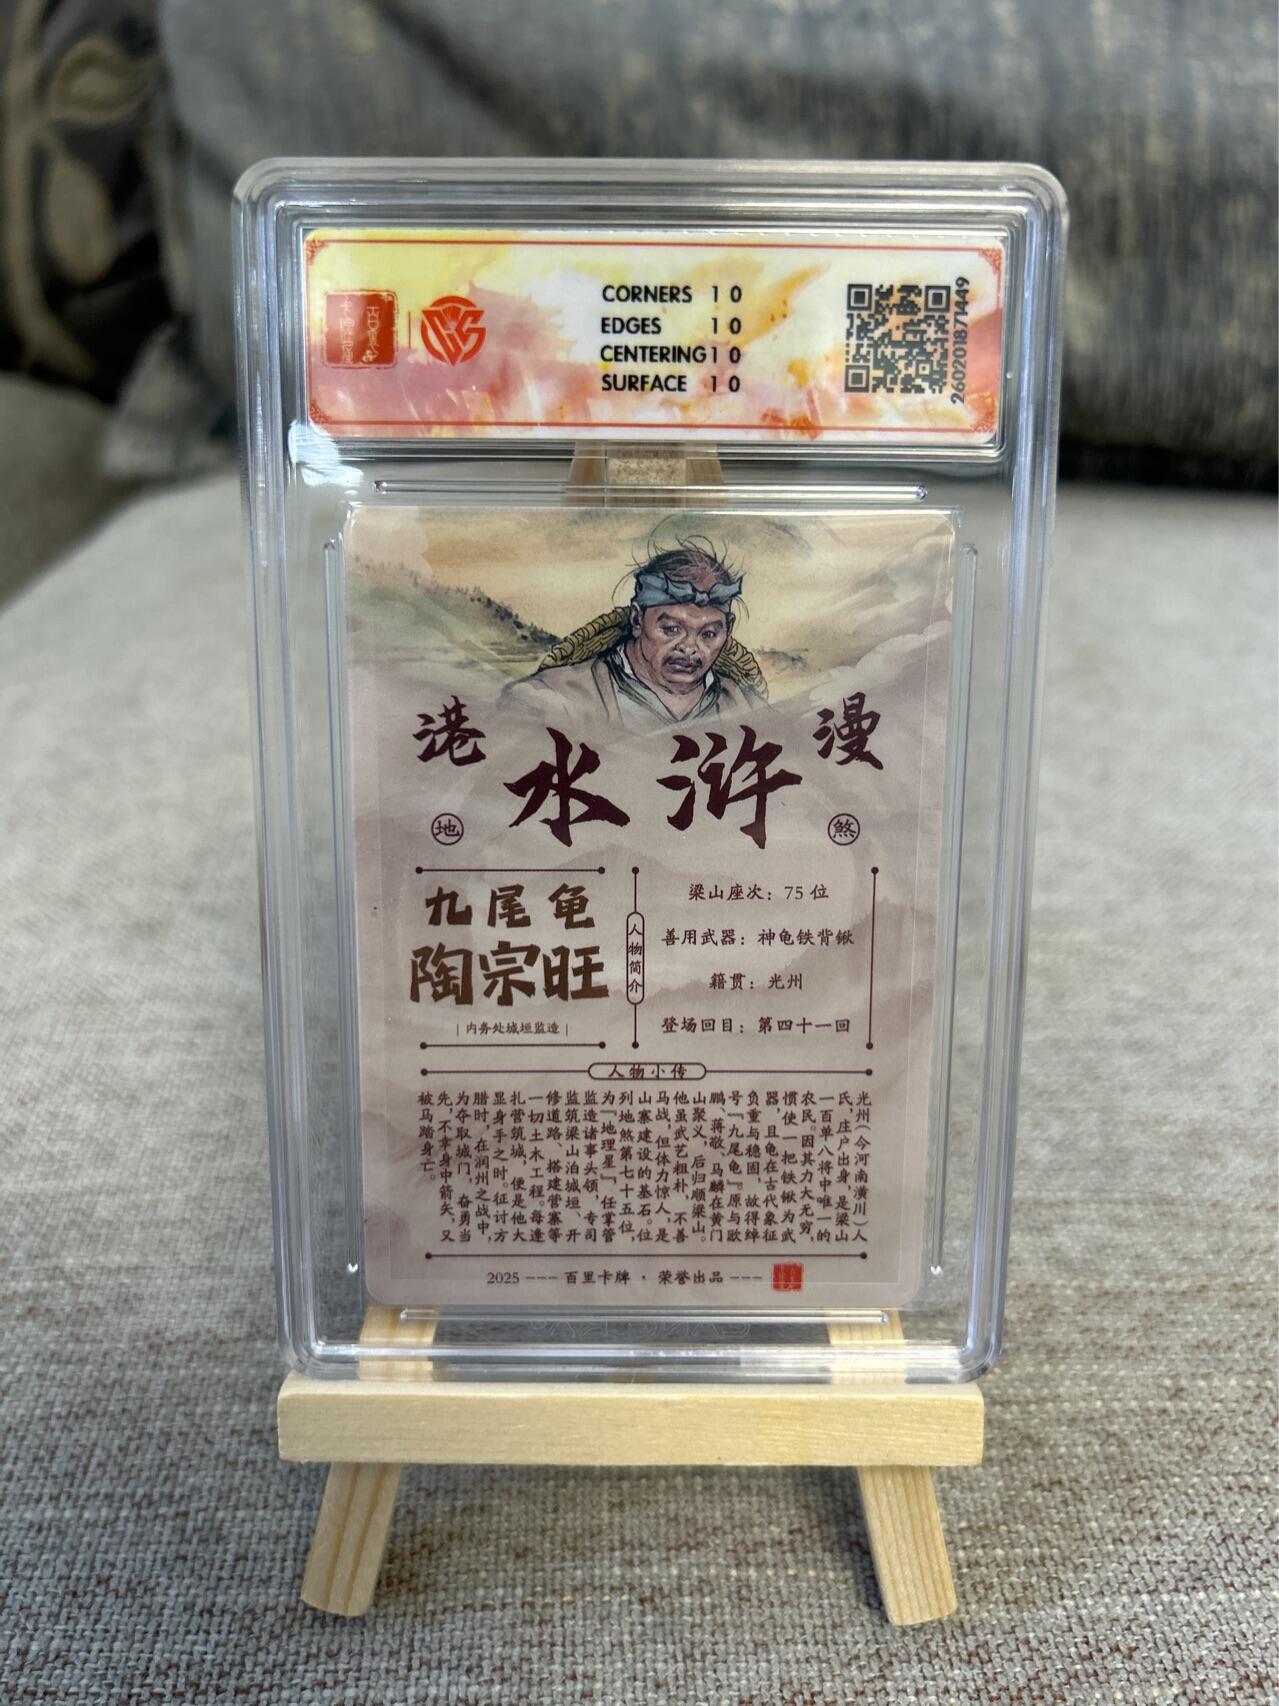 百里
卡牌
CORNERS 10
EDGES 10
CENTERING 10
SURFACE 10
260201871449
港 水浒 漫
地 煞
九尾龟
陶宗旺
| 内务处城垣监造 |
人物简介
梁山座次：75 位
善用武器：神龟铁背锹
籍贯：光州
登场回目：第四十一回
人物小传
光州（今河南潢川）人
氏，庄户出身，是梁山
一百单八将中唯一的
农民。因其力大无穷，
惯使一把铁锹为武
器，且龟在古代象征
负重与稳固，故得绰
号「九尾龟」。原与欧
鹏、蒋敬、马麟在黄门
山聚义，后归顺梁山。
他虽武艺粗朴，不善
马战，但体力惊人，是
山寨建设的基石。位
列地煞第七十五位，
为「地理星」，任掌管
监造诸事头领，专司
监筑梁山泊城垣、开
修道路、搭建营寨等
一切土木工程。每逢
扎营筑城，便是他大
显身手之时。征讨方
腊时，在润州之战中，
为夺取城门，奋勇当
先，不幸身中箭矢，又
被马踏身亡。
2025 --- 百里卡牌 · 荣誉出品 ---